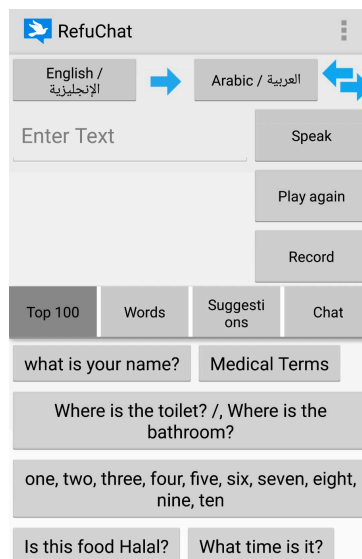 RefuChat
English /
الإنجليزية
Arabic / العربية
Enter Text
Speak
Play again
Record
Top 100
Words
Suggesti
ons
Chat
what is your name?
Medical Terms
Where is the toilet? /, Where is the
bathroom?
one, two, three, four, five, six, seven, eight,
nine, ten
Is this food Halal?
What time is it?